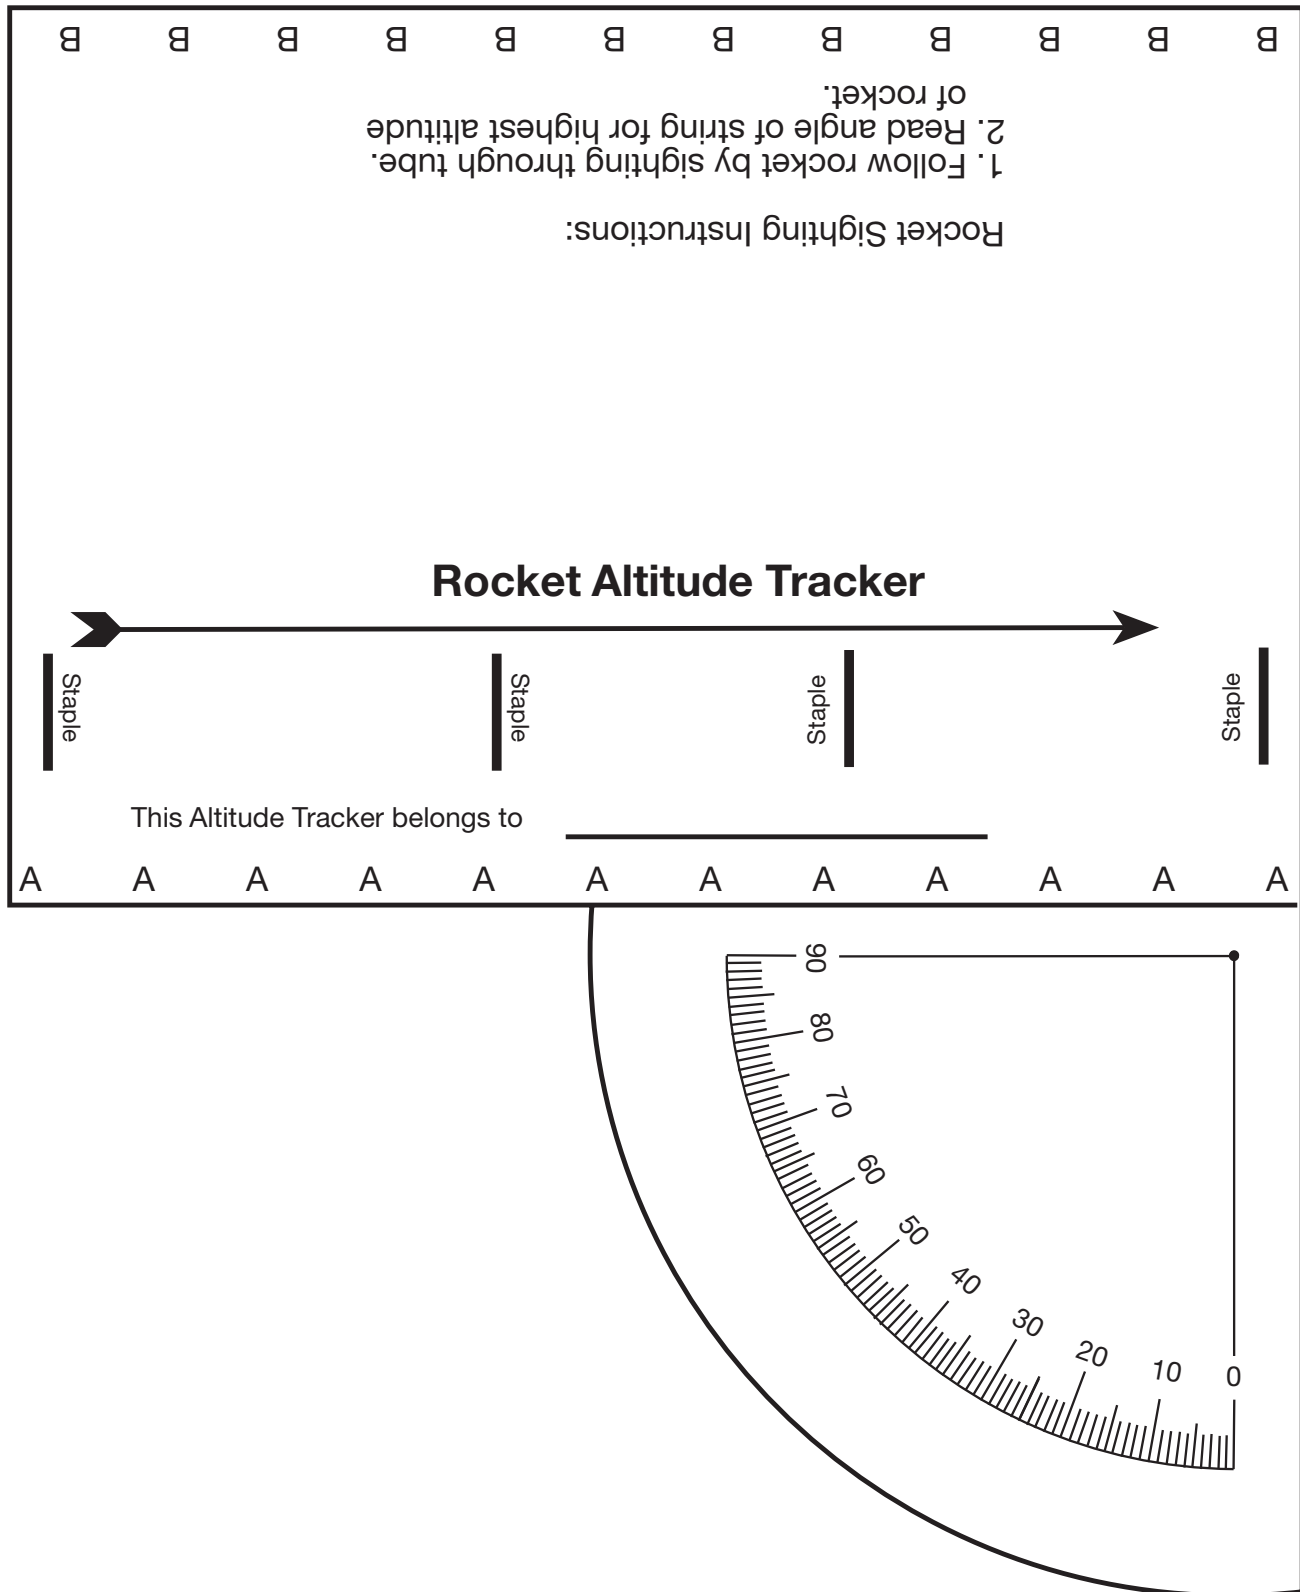 B B B B B B B B B B B B
Rocket Sighting Instructions:
1. Follow rocket by sighting through tube.
2. Read angle of string for highest altitude
of rocket.
Rocket Altitude Tracker
Staple Staple Staple Staple
This Altitude Tracker belongs to
A A A A A A A A A A A A
90
80
70
60
50
40
30
20
10
0